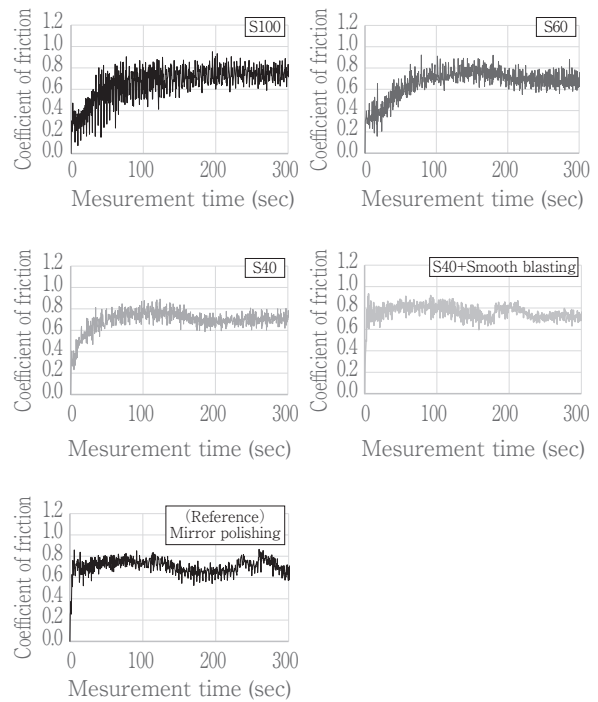 Coefficient of friction
1.2
1.0
0.8
0.6
0.4
0.2
0.0
S100
0 100 200 300
Mesurement time (sec)
Coefficient of friction
1.2
1.0
0.8
0.6
0.4
0.2
0.0
S60
0 100 200 300
Mesurement time (sec)
Coefficient of friction
1.2
1.0
0.8
0.6
0.4
0.2
0.0
S40
0 100 200 300
Mesurement time (sec)
Coefficient of friction
1.2
1.0
0.8
0.6
0.4
0.2
0.0
S40+Smooth blasting
0 100 200 300
Mesurement time (sec)
Coefficient of friction
1.2
1.0
0.8
0.6
0.4
0.2
0.0
(Reference)
Mirror polishing
0 100 200 300
Mesurement time (sec)